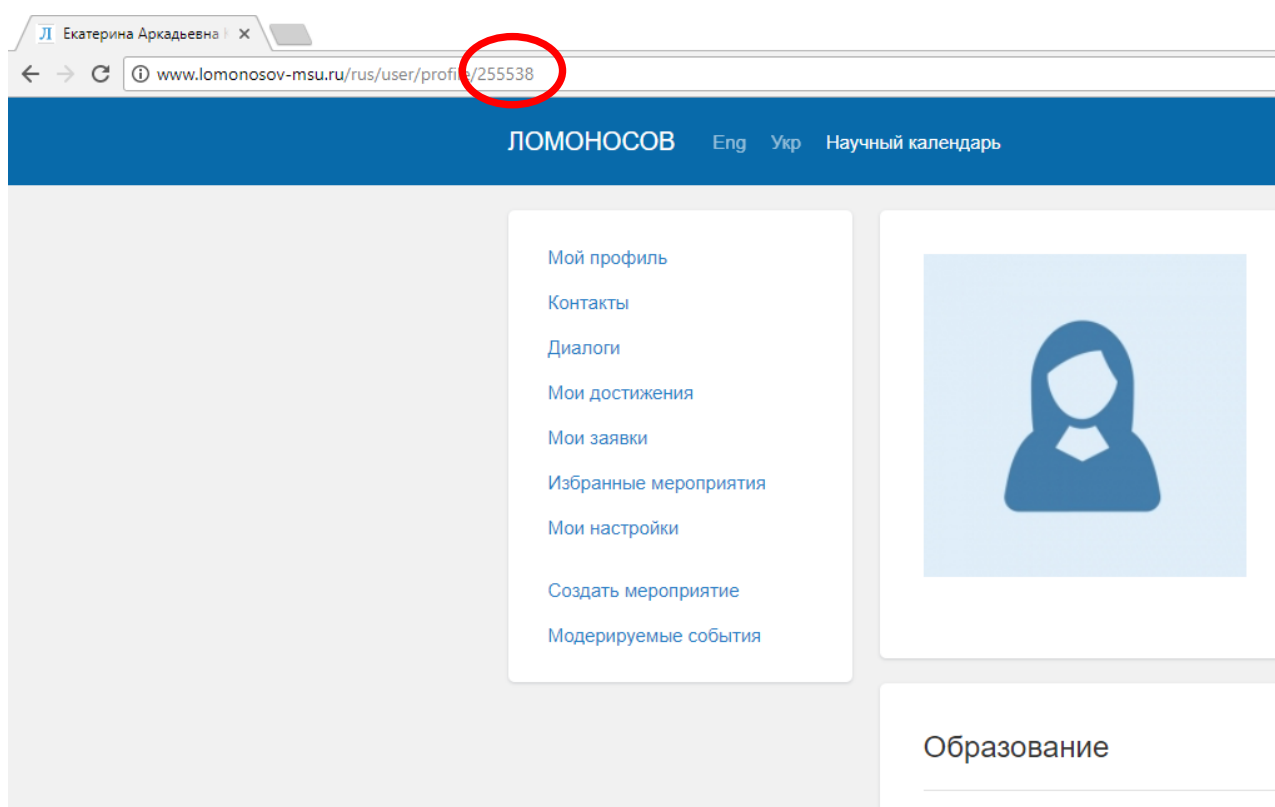 Л Екатерина Аркадьевна
www.lomonosov-msu.ru/rus/user/profile/255538
ЛОМОНОСОВ Eng Укр Научный календарь
Мой профиль
Контакты
Диалоги
Мои достижения
Мои заявки
Избранные мероприятия
Мои настройки
Создать мероприятие
Модерируемые события
Образование